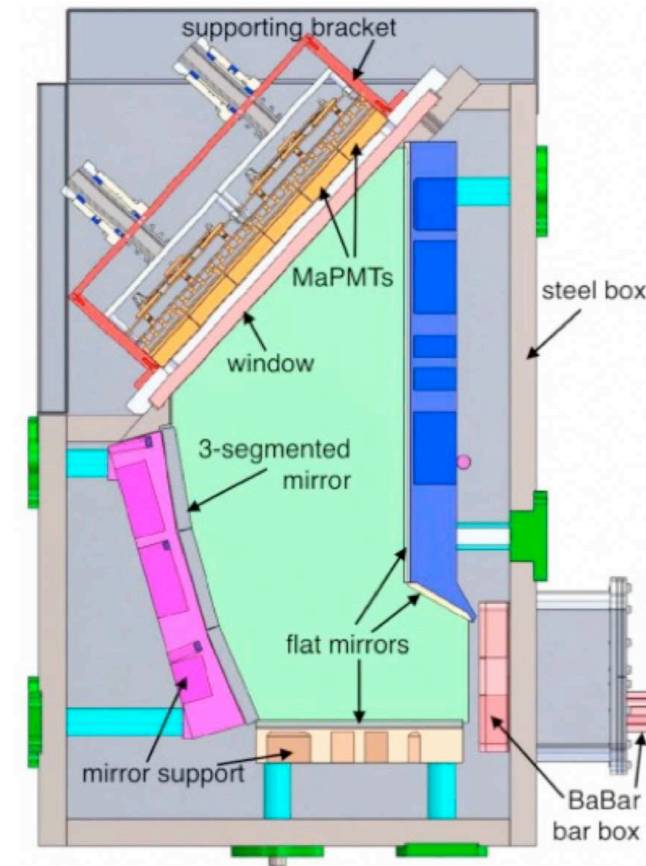 supporting bracket
MaPMTs
steel box
window
3-segmented
mirror
flat mirrors
mirror support
BaBar
bar box